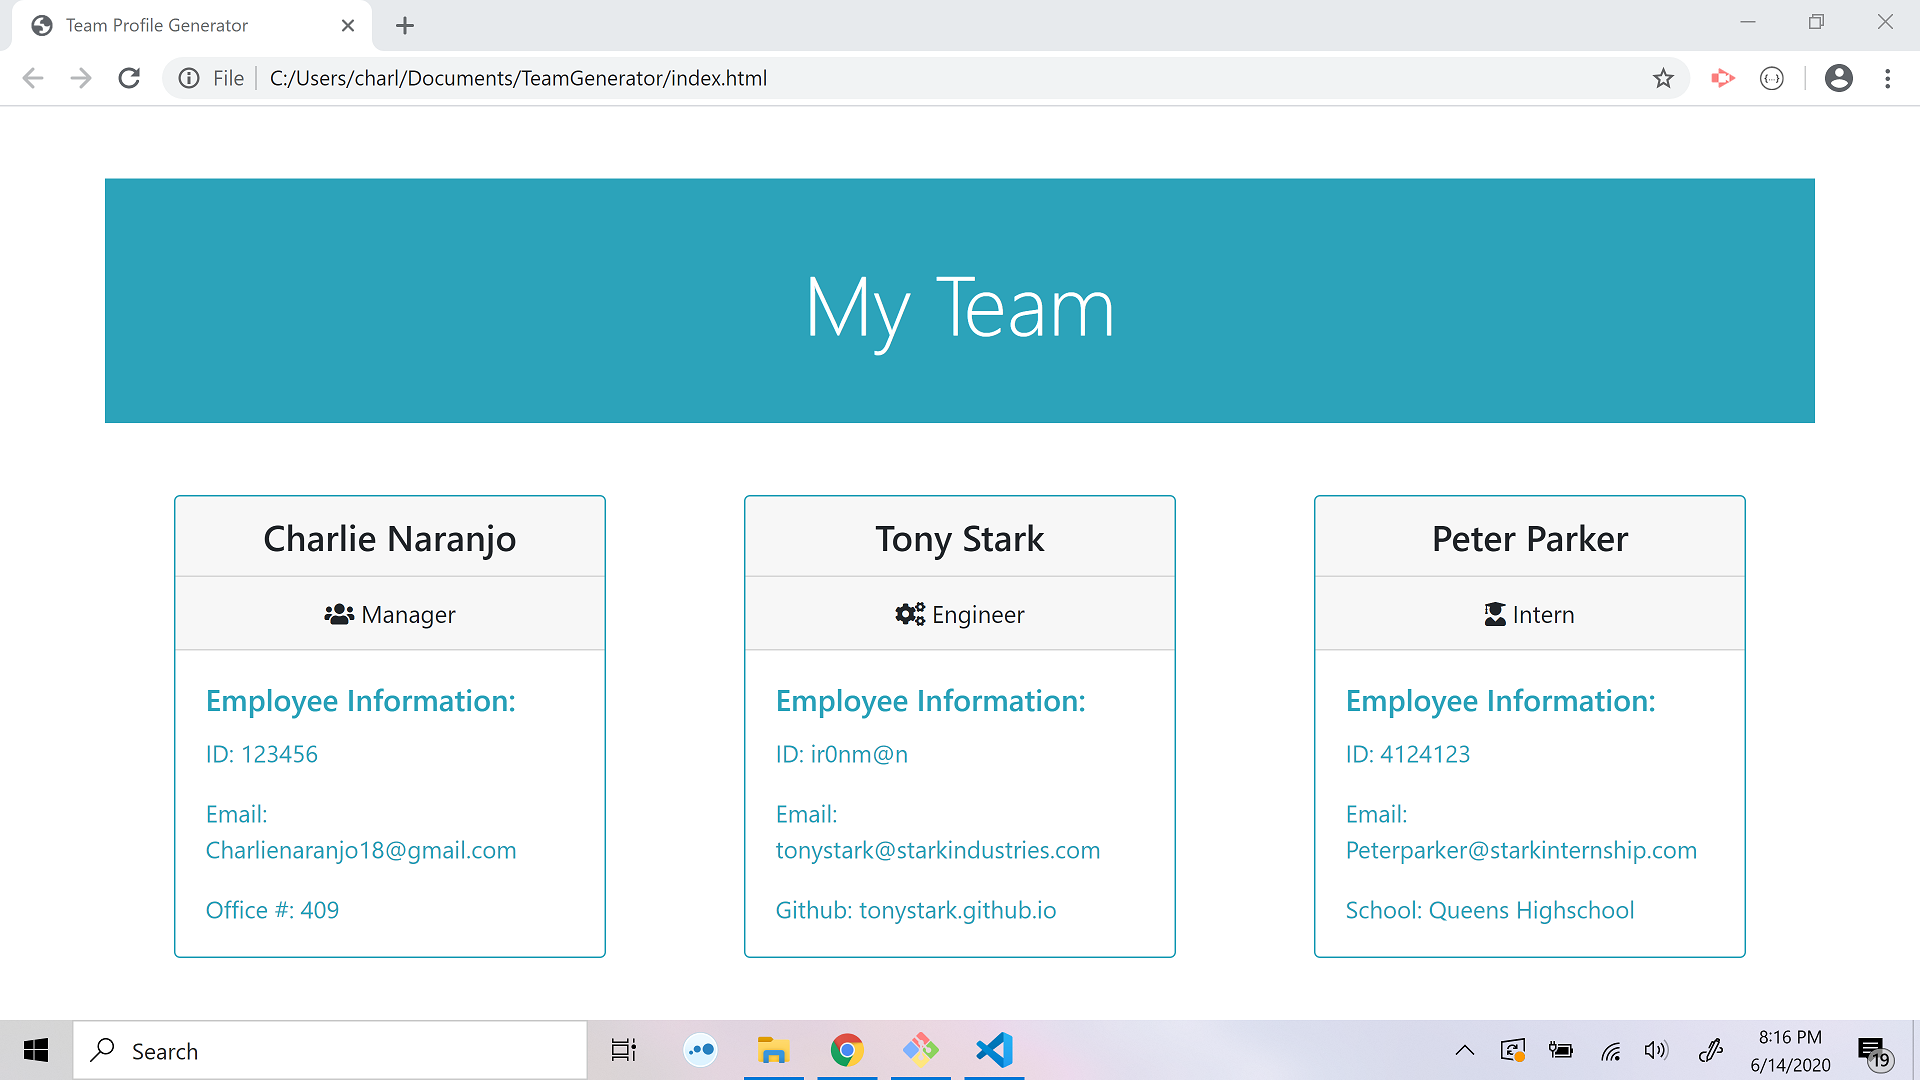 Team Profile Generator
File
C:/Users/charl/Documents/TeamGenerator/index.html
My Team
Charlie Naranjo
Manager
Employee Information:
ID: 123456
Email:
Charlienaranjo18@gmail.com
Office #: 409
Tony Stark
Engineer
Employee Information:
ID: ir0nm@n
Email:
tonystark@starkindustries.com
Github: tonystark.github.io
Peter Parker
Intern
Employee Information:
ID: 4124123
Email:
Peterparker@starkinternship.com
School: Queens Highschool
Search
8:16 PM
6/14/2020
19